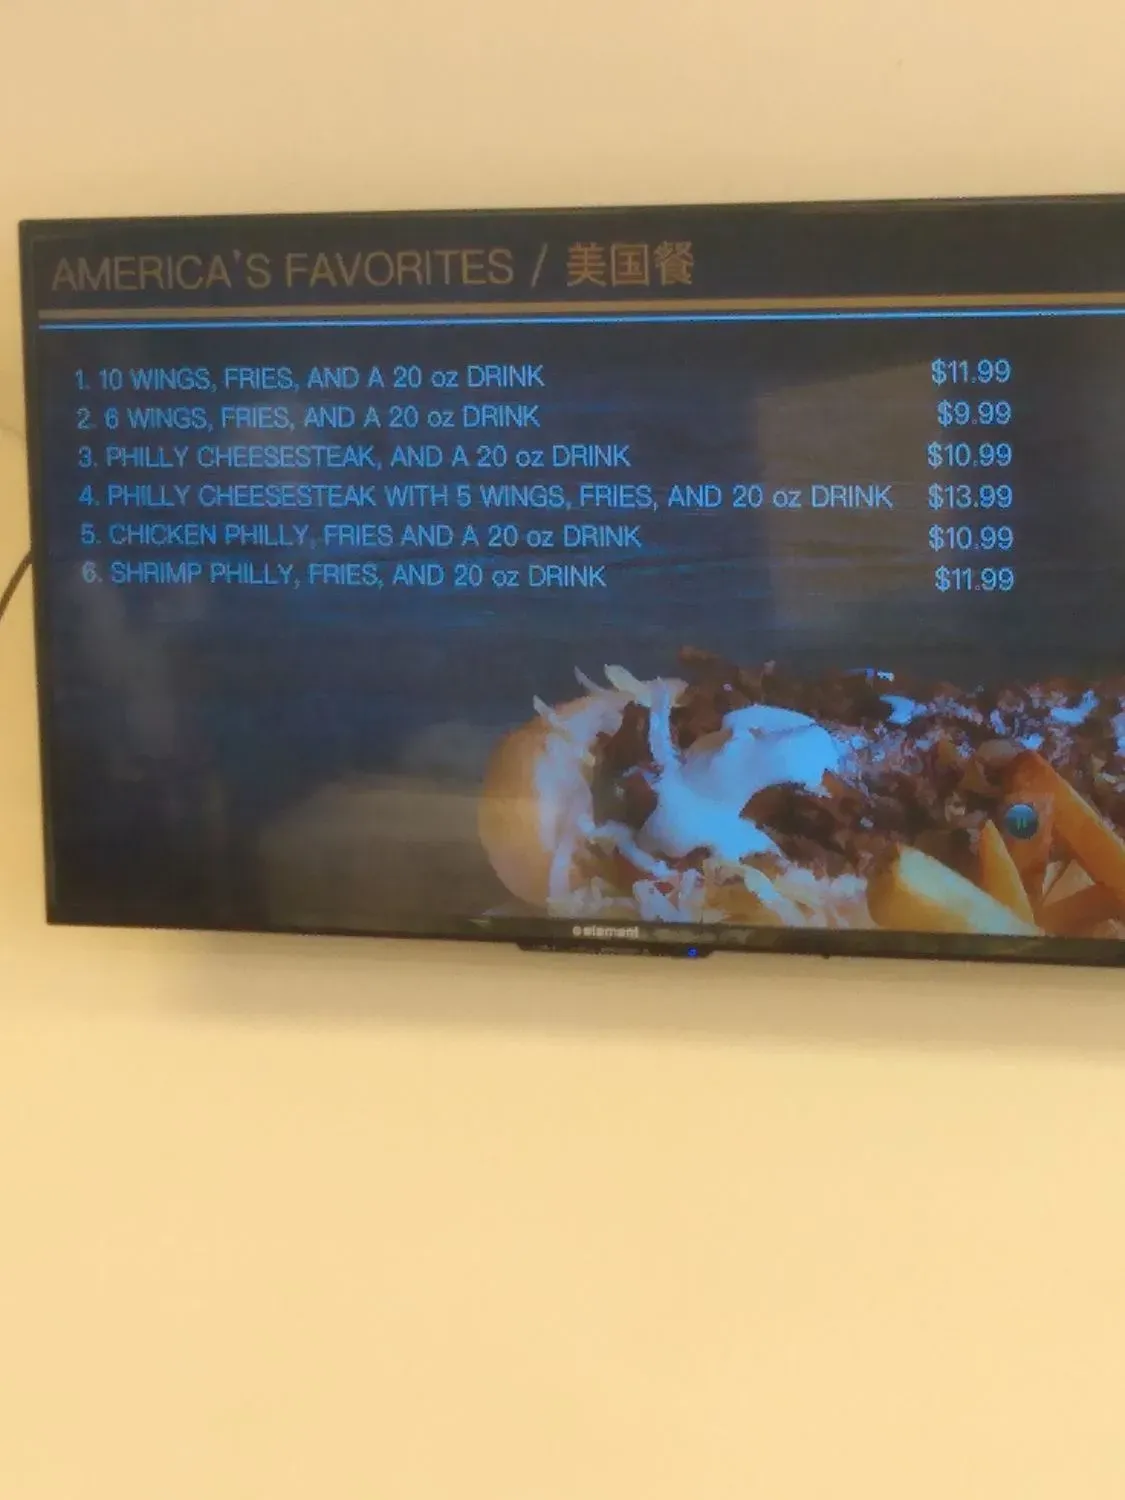 AMERICA'S FAVORITES / 美国餐
1. 10 WINGS, FRIES, AND A 20 oz DRINK $11.99
2. 6 WINGS, FRIES, AND A 20 oz DRINK $9.99
3. PHILLY CHEESESTEAK, AND A 20 oz DRINK $10.99
4. PHILLY CHEESESTEAK WITH 5 WINGS, FRIES, AND 20 oz DRINK $13.99
5. CHICKEN PHILLY, FRIES AND A 20 oz DRINK $10.99
6. SHRIMP PHILLY, FRIES, AND 20 oz DRINK $11.99
element